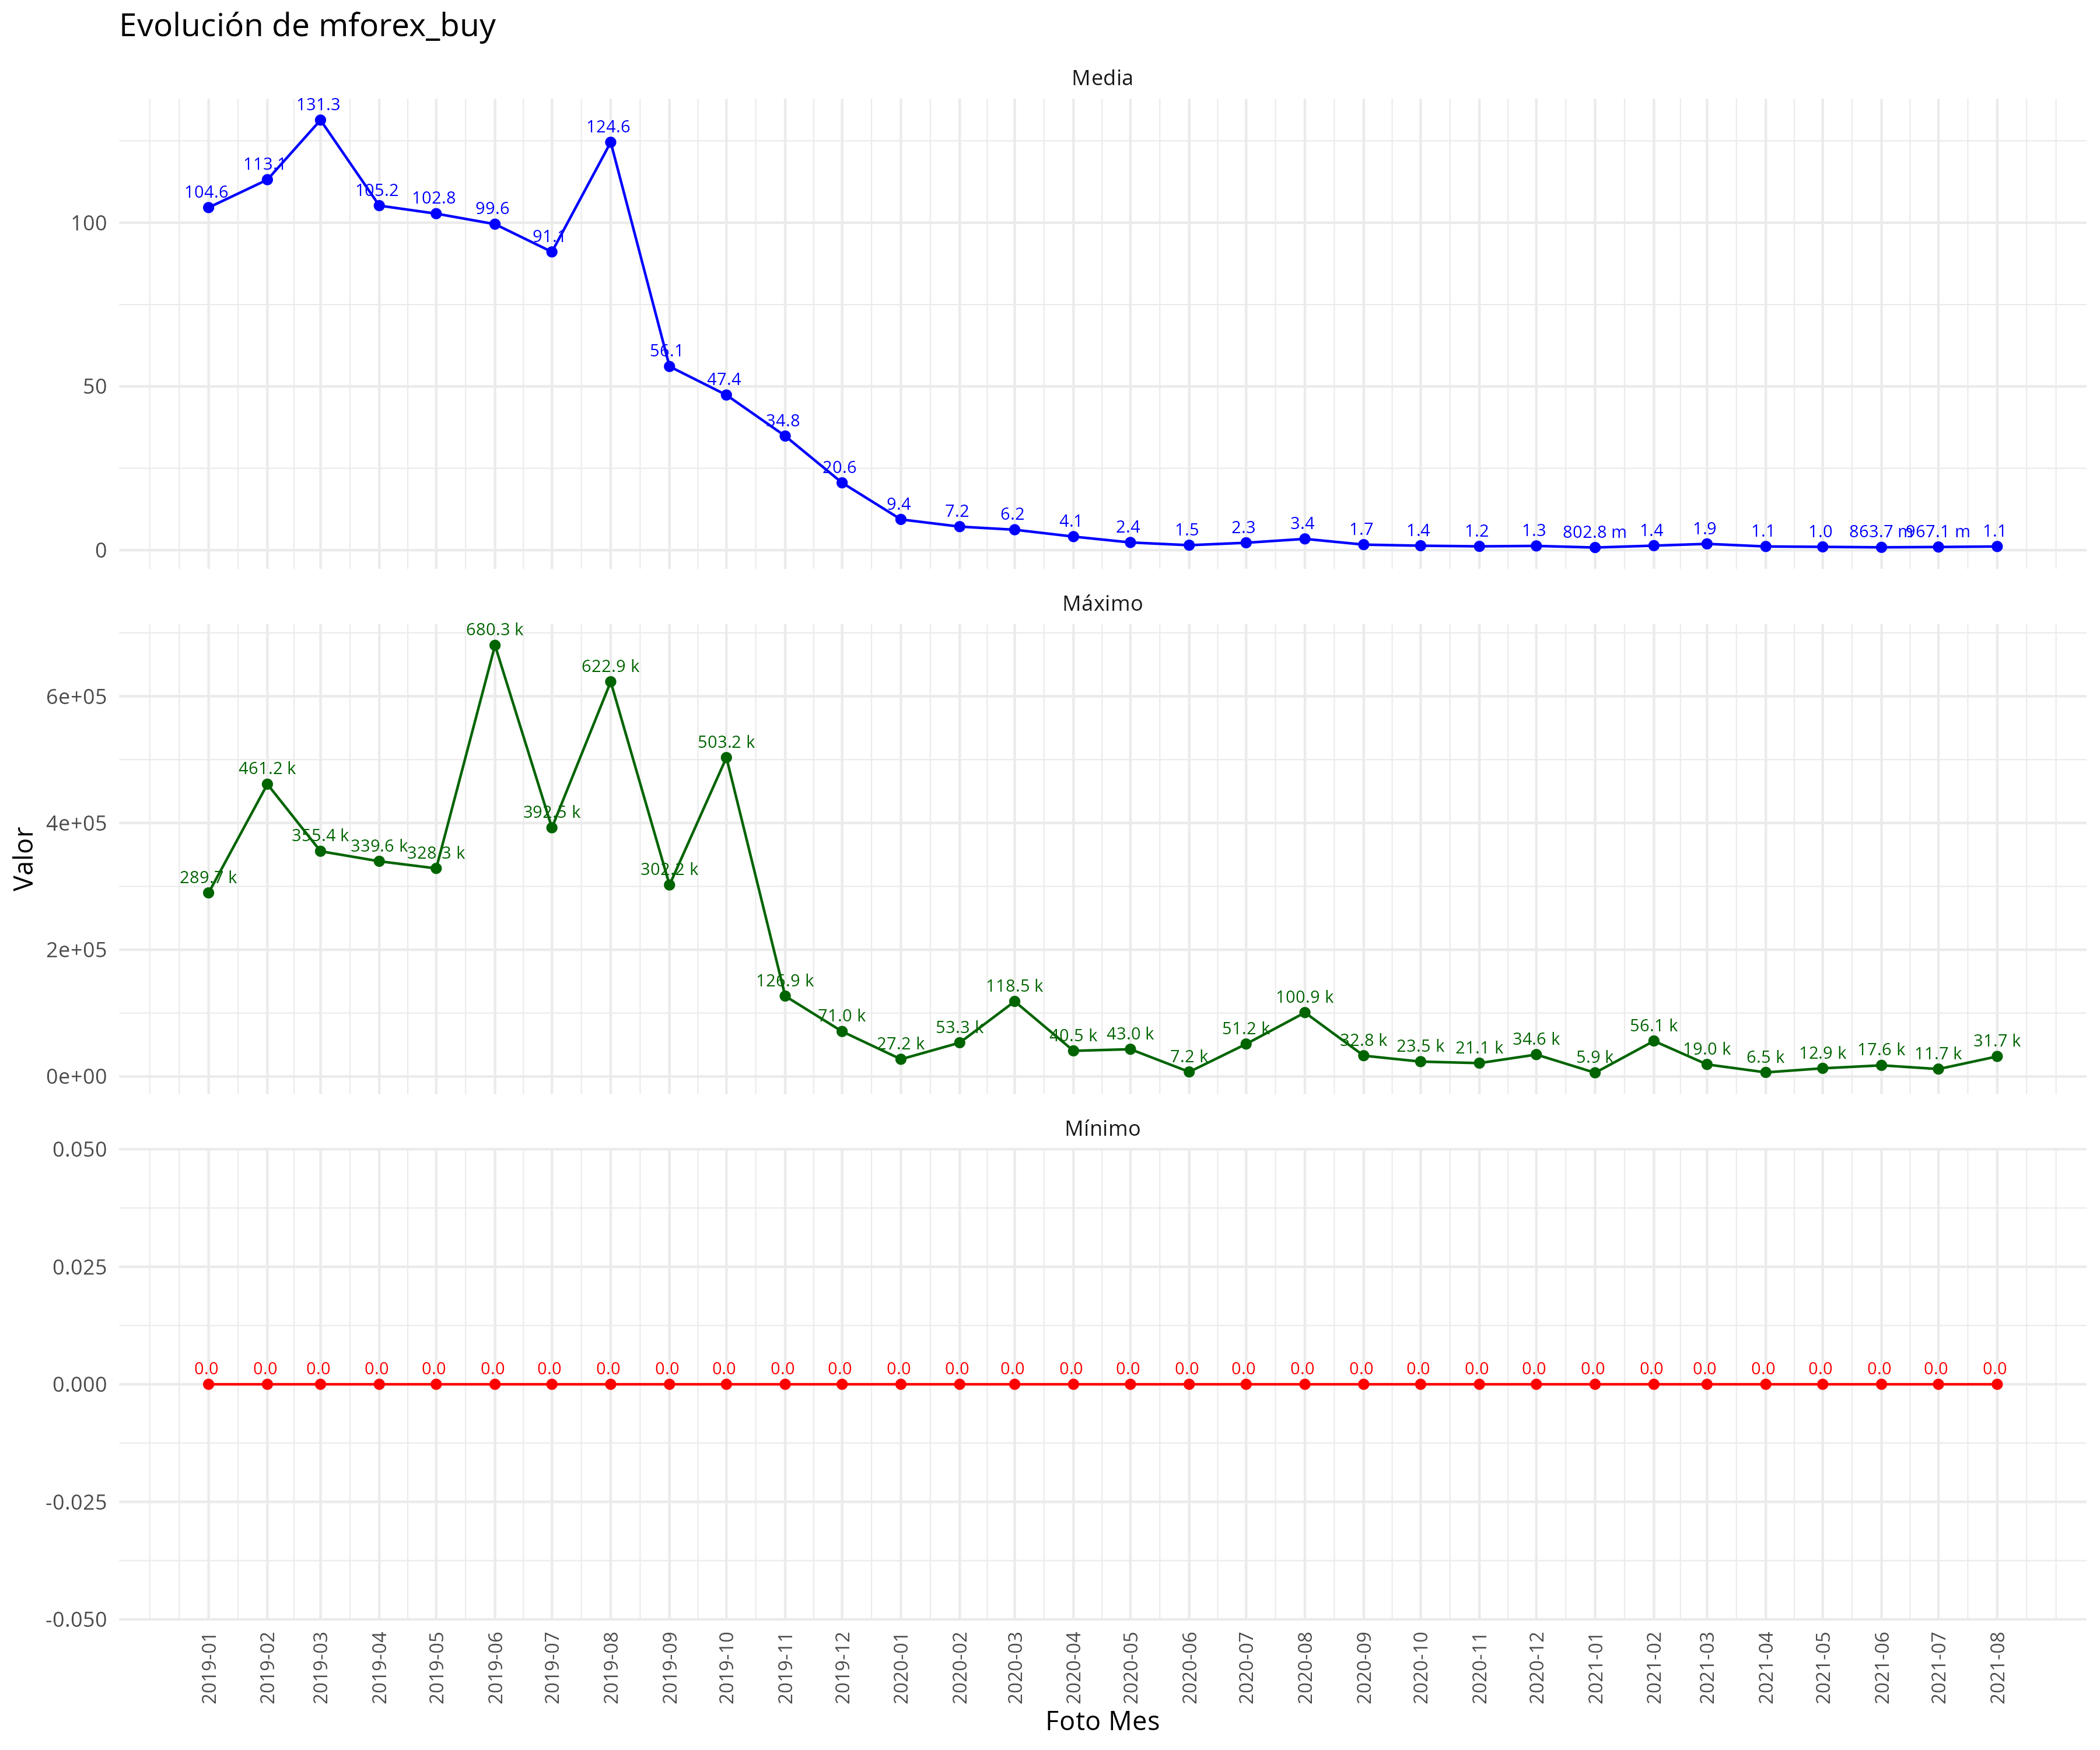 Evolución de mforex_buy
Media
131.3
124.6
113.1
104.6 105.2 102.8 99.6
91.1
100
56.1
50
47.4
34.8
20.6
9.4 7.2 6.2 4.1 2.4 1.5 2.3 3.4 1.7 1.4 1.2 1.3 802.8 m 1.4 1.9 1.1 1.0 863.7 m 967.1 m 1.1
0
Máximo
680.3 k
622.9 k
6e+05
503.2 k
461.2 k
392.5 k
4e+05
355.4 k 339.6 k 328.3 k
289.7 k 302.2 k
Valor
2e+05
126.9 k 118.5 k
100.9 k
71.0 k 27.2 k 53.3 k 40.5 k 43.0 k 7.2 k 51.2 k 32.8 k 23.5 k 21.1 k 34.6 k 5.9 k 56.1 k 19.0 k 6.5 k 12.9 k 17.6 k 11.7 k 31.7 k
0e+00
Mínimo
0.050
0.025
0.0 0.0 0.0 0.0 0.0 0.0 0.0 0.0 0.0 0.0 0.0 0.0 0.0 0.0 0.0 0.0 0.0 0.0 0.0 0.0 0.0 0.0 0.0 0.0 0.0 0.0 0.0 0.0 0.0 0.0 0.0 0.0
0.000
-0.025
-0.050
2019-01 2019-02 2019-03 2019-04 2019-05 2019-06 2019-07 2019-08 2019-09 2019-10 2019-11 2019-12 2020-01 2020-02 2020-03 2020-04 2020-05 2020-06 2020-07 2020-08 2020-09 2020-10 2020-11 2020-12 2021-01 2021-02 2021-03 2021-04 2021-05 2021-06 2021-07 2021-08
Foto Mes